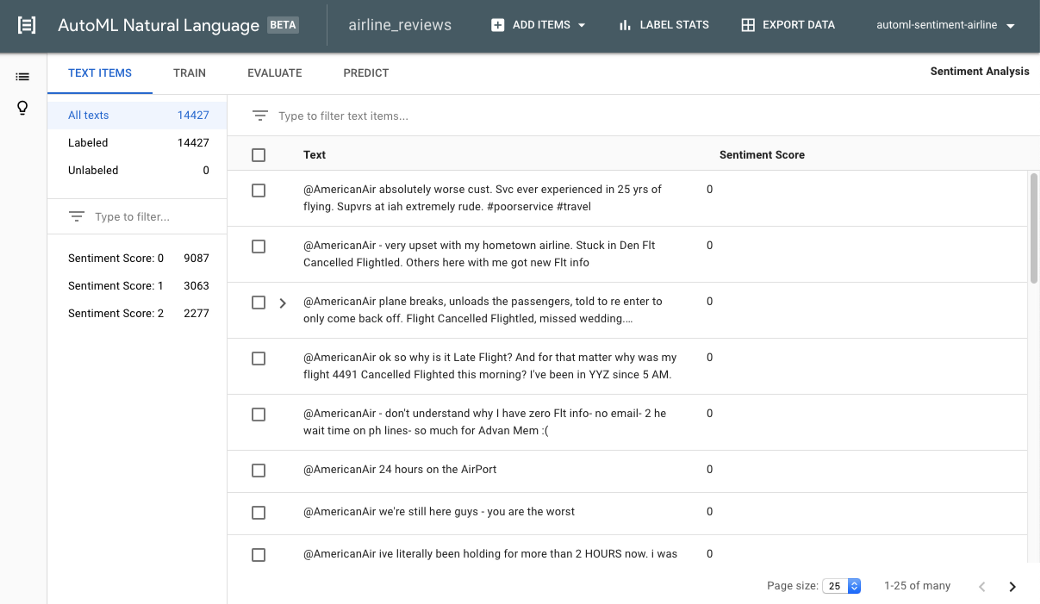 AutoML Natural Language BETA
airline_reviews
ADD ITEMS
LABEL STATS
EXPORT DATA
automl-sentiment-airline
TEXT ITEMS
TRAIN
EVALUATE
PREDICT
Sentiment Analysis
All texts 14427
Labeled 14427
Unlabeled 0
Type to filter...
Sentiment Score: 0 9087
Sentiment Score: 1 3063
Sentiment Score: 2 2277
Type to filter text items...
Text Sentiment Score
@AmericanAir absolutely worse cust. Svc ever experienced in 25 yrs of 0
flying. Supvrs at iah extremely rude. #poorservice #travel
@AmericanAir - very upset with my hometown airline. Stuck in Den Flt 0
Cancelled Flightled. Others here with me got new Flt info
@AmericanAir plane breaks, unloads the passengers, told to re enter to 0
only come back off. Flight Cancelled Flightled, missed wedding....
@AmericanAir ok so why is it Late Flight? And for that matter why was my 0
flight 4491 Cancelled Flighted this morning? I've been in YYZ since 5 AM.
@AmericanAir - don't understand why I have zero Flt info- no email- 2 he 0
wait time on ph lines- so much for Advan Mem :(
@AmericanAir 24 hours on the AirPort 0
@AmericanAir we're still here guys - you are the worst 0
@AmericanAir ive literally been holding for more than 2 HOURS now. i was 0
Page size: 25 1-25 of many